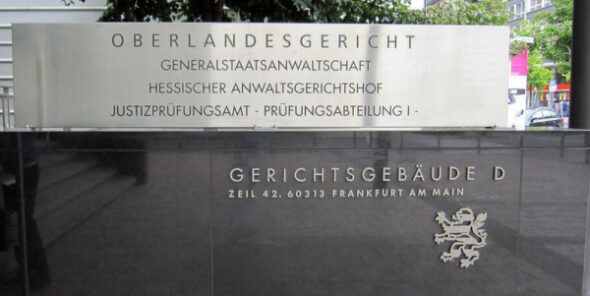 OBERLANDESGERICHT
GENERALSTAATSANWALTSCHAFT
HESSISCHER ANWALTSGERICHTSHOF
JUSTIZPRÜFUNGSAMT - PRÜFUNGSABTEILUNG I -
GERICHTSGEBÄUDE D
ZEIL 42, 60313 FRANKFURT AM MAIN